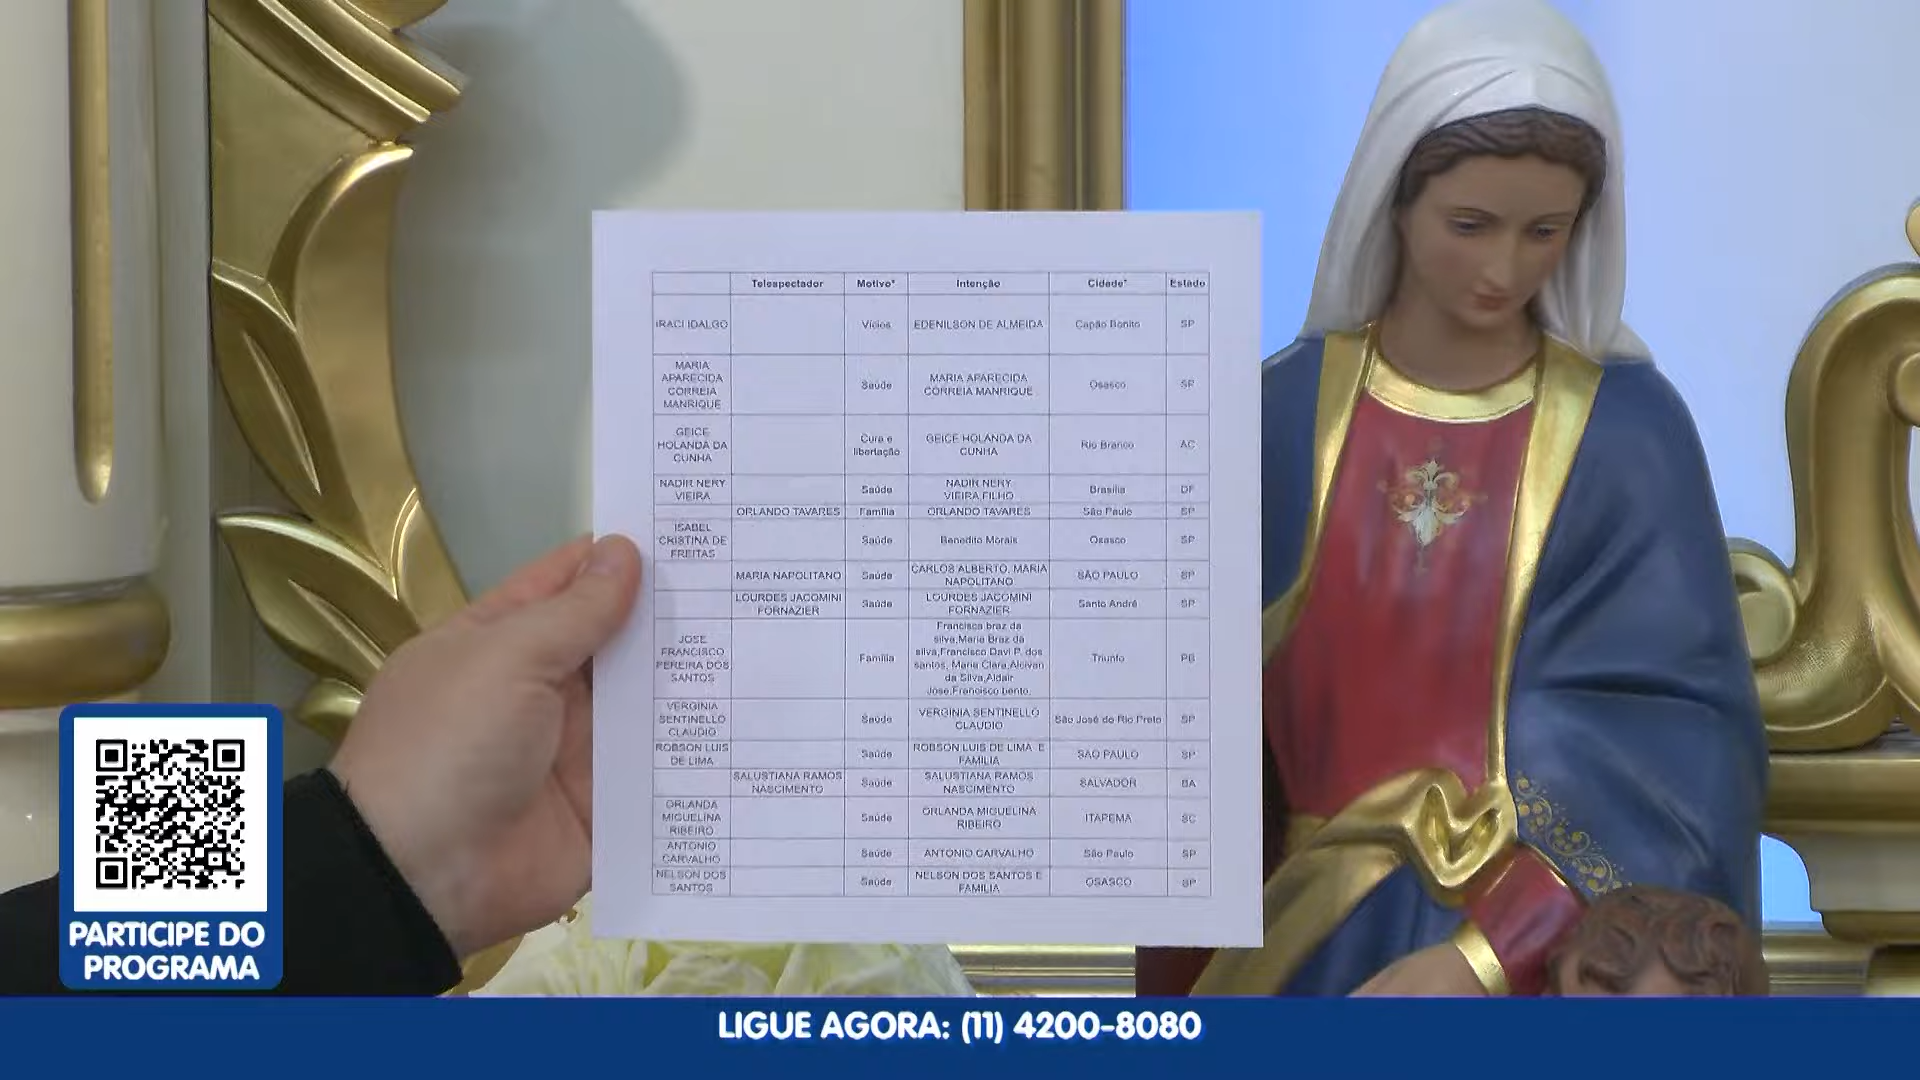 Telespectador Motivo* Intenção Cidade* Estado
IRACI IDALGO Vícios EDENILSON DE ALMEIDA Capão Bonito SP
MARIA
APARECIDA
CORREIA
MANRIQUE
Saúde
MARIA APARECIDA
CORREIA MANRIQUE
Osasco SP
GEICE
HOLANDA DA
CUNHA
Cura e
libertação
GEICE HOLANDA DA
CUNHA
Rio Branco AC
NADIR NERY
VIEIRA
Saúde
NADIR NERY
VIEIRA FILHO
Brasília DF
ORLANDO TAVARES Família ORLANDO TAVARES São Paulo SP
ISABEL
CRISTINA DE
FREITAS
Saúde Benedito Morais Osasco SP
MARIA NAPOLITANO Saúde
CARLOS ALBERTO, MARIA
NAPOLITANO
SÃO PAULO SP
LOURDES JACOMINI
FORNAZIER
Saúde
LOURDES JACOMINI
FORNAZIER
Santo André SP
JOSE
FRANCISCO
PEREIRA DOS
SANTOS
Família
Francisca braz da
silva,Maria Braz da
silva,Francisco Davi P. dos
santos, Maria Clara,Alcivan
da Silva,Aldair
Jose,Francisco bento.
Triunfo PB
VERGINIA
SENTINELLO
CLAUDIO
Saúde
VERGINIA SENTINELLO
CLAUDIO
São José do Rio Preto SP
ROBSON LUIS
DE LIMA
Saúde
ROBSON LUIS DE LIMA E
FAMILIA
SAO PAULO SP
SALUSTIANA RAMOS
NASCIMENTO
Saúde
SALUSTIANA RAMOS
NASCIMENTO
SALVADOR BA
ORLANDA
MIGUELINA
RIBEIRO
Saúde
ORLANDA MIGUELINA
RIBEIRO
ITAPEMA SC
ANTONIO
CARVALHO
Saúde ANTONIO CARVALHO São Paulo SP
NELSON DOS
SANTOS
Saúde
NELSON DOS SANTOS E
FAMILIA
OSASCO SP
PARTICIPE DO
PROGRAMA
LIGUE AGORA: (11) 4200-8080